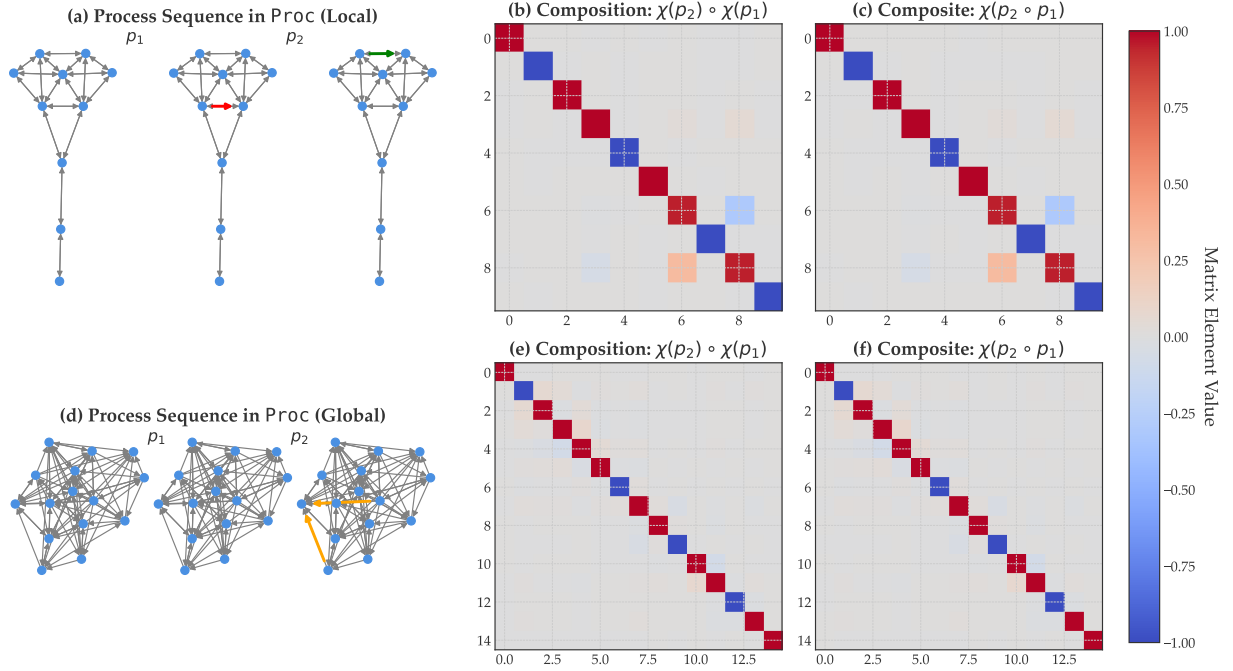 (a) Process Sequence in Proc (Local)
p₁ p₂
(b) Composition: χ(p₂) ∘ χ(p₁)
0
2
4
6
8
0 2 4 6 8
(c) Composite: χ(p₂ ∘ p₁)
0
2
4
6
8
0 2 4 6 8
(d) Process Sequence in Proc (Global)
p₁ p₂
(e) Composition: χ(p₂) ∘ χ(p₁)
0
2
4
6
8
10
12
14
0.0 2.5 5.0 7.5 10.0 12.5
(f) Composite: χ(p₂ ∘ p₁)
0
2
4
6
8
10
12
14
0.0 2.5 5.0 7.5 10.0 12.5
1.00
0.75
0.50
0.25
0.00
−0.25
−0.50
−0.75
−1.00
Matrix Element Value